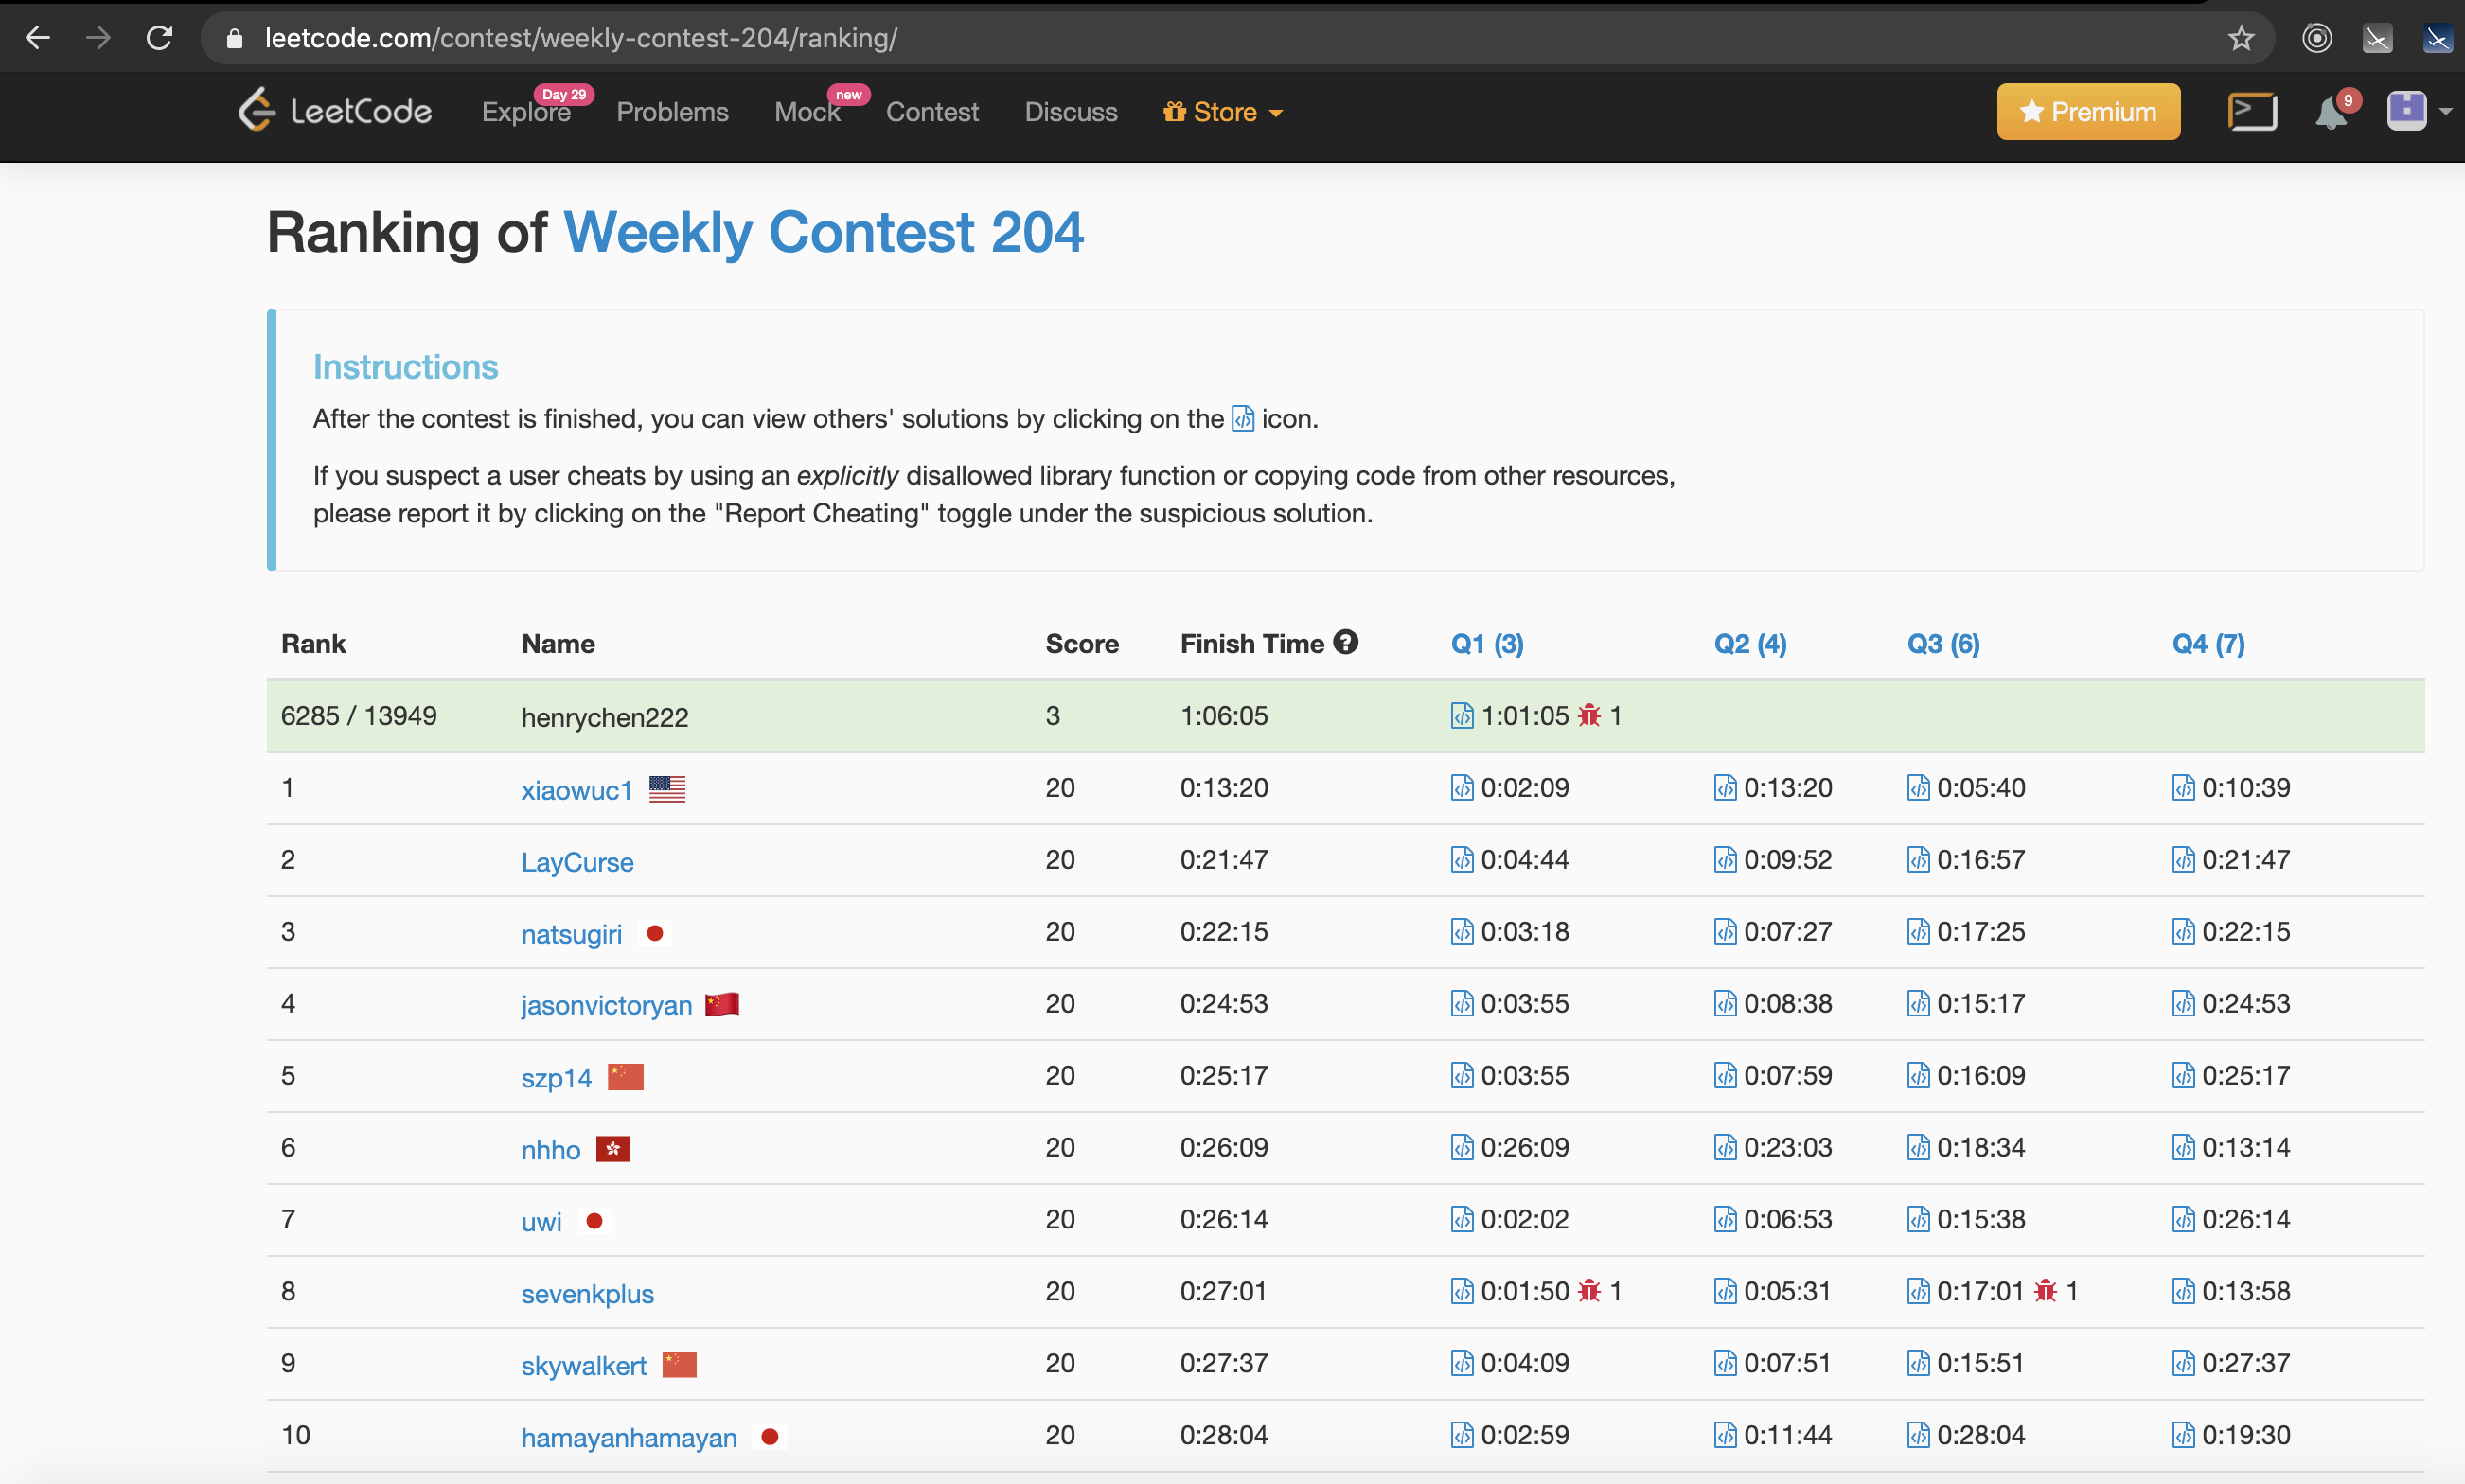 leetcode.com/contest/weekly-contest-204/ranking/
LeetCode Explore Day 29 Problems Mock new Contest Discuss Store Premium 9
Ranking of Weekly Contest 204
Instructions
After the contest is finished, you can view others' solutions by clicking on the </> icon.
If you suspect a user cheats by using an explicitly disallowed library function or copying code from other resources,
please report it by clicking on the "Report Cheating" toggle under the suspicious solution.
Rank Name Score Finish Time ? Q1 (3) Q2 (4) Q3 (6) Q4 (7)
6285 / 13949 henrychen222 3 1:06:05 1:01:05 1
1 xiaowuc1 20 0:13:20 0:02:09 0:13:20 0:05:40 0:10:39
2 LayCurse 20 0:21:47 0:04:44 0:09:52 0:16:57 0:21:47
3 natsugiri 20 0:22:15 0:03:18 0:07:27 0:17:25 0:22:15
4 jasonvictoryan 20 0:24:53 0:03:55 0:08:38 0:15:17 0:24:53
5 szp14 20 0:25:17 0:03:55 0:07:59 0:16:09 0:25:17
6 nhho 20 0:26:09 0:26:09 0:23:03 0:18:34 0:13:14
7 uwi 20 0:26:14 0:02:02 0:06:53 0:15:38 0:26:14
8 sevenkplus 20 0:27:01 0:01:50 1 0:05:31 0:17:01 1 0:13:58
9 skywalkert 20 0:27:37 0:04:09 0:07:51 0:15:51 0:27:37
10 hamayanhamayan 20 0:28:04 0:02:59 0:11:44 0:28:04 0:19:30